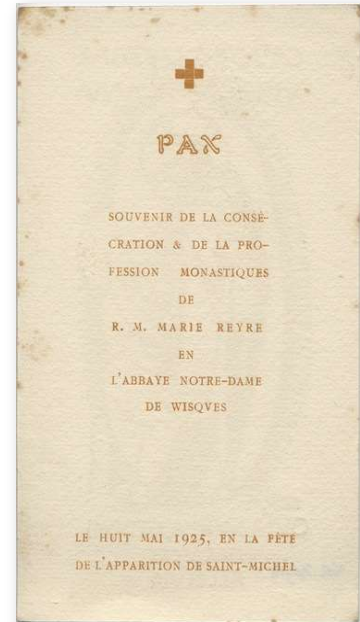 PAX
SOUVENIR DE LA CONSÉ-
CRATION & DE LA PRO-
FESSION MONASTIQUES
DE
R. M. MARIE REYRE
EN
L'ABBAYE NOTRE-DAME
DE WISQVES
LE HUIT MAI 1925, EN LA FÊTE
DE L'APPARITION DE SAINT-MICHEL